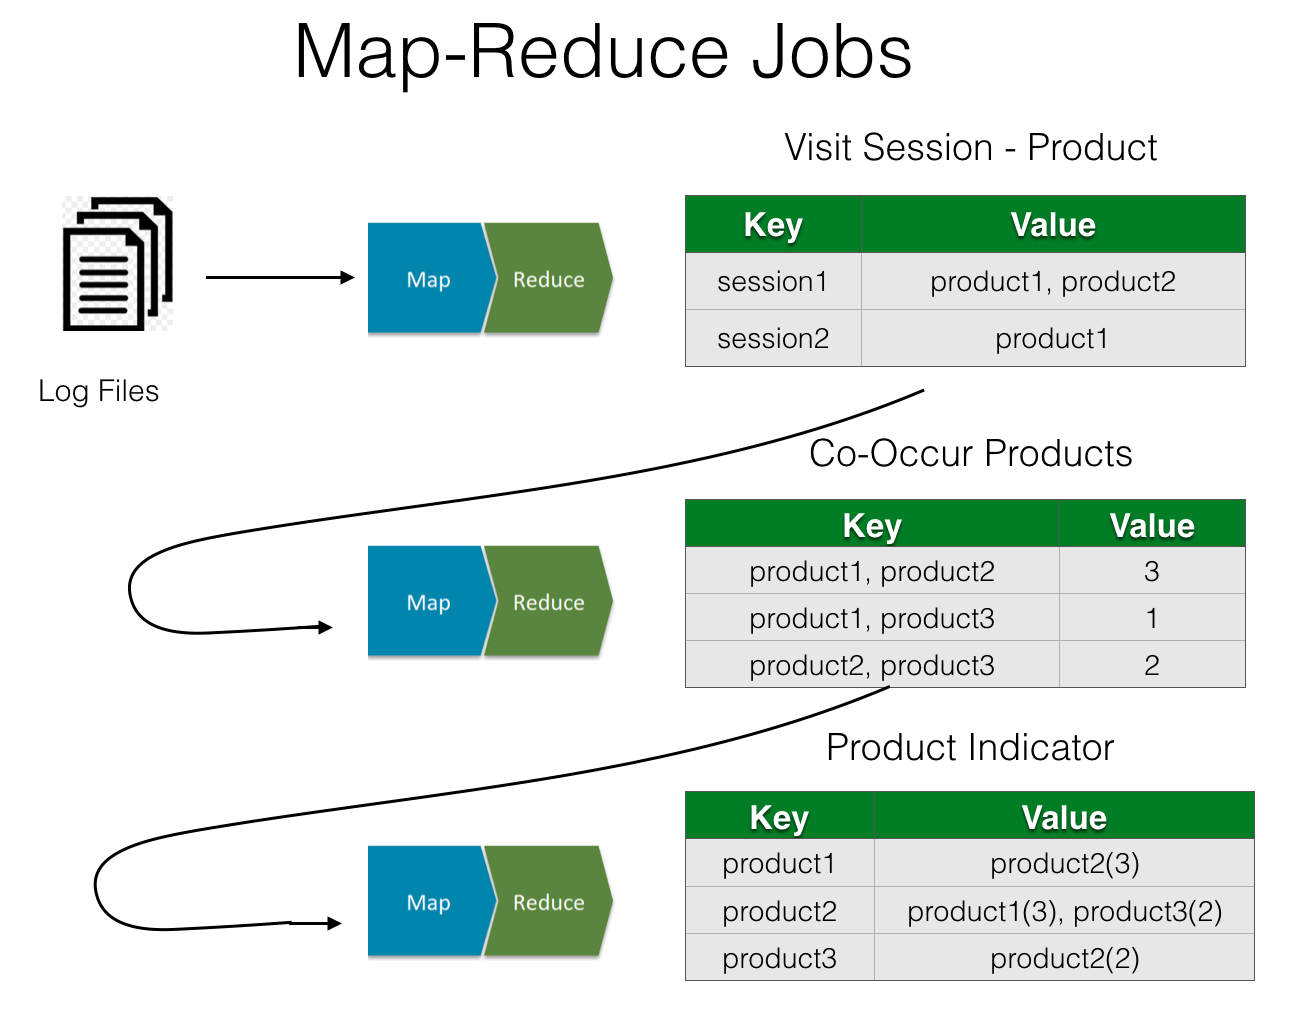 Map-Reduce Jobs
Visit Session - Product
Key Value
session1 product1, product2
session2 product1
Map Reduce
Log Files
Co-Occur Products
Key Value
product1, product2 3
product1, product3 1
product2, product3 2
Map Reduce
Product Indicator
Key Value
product1 product2(3)
product2 product1(3), product3(2)
product3 product2(2)
Map Reduce